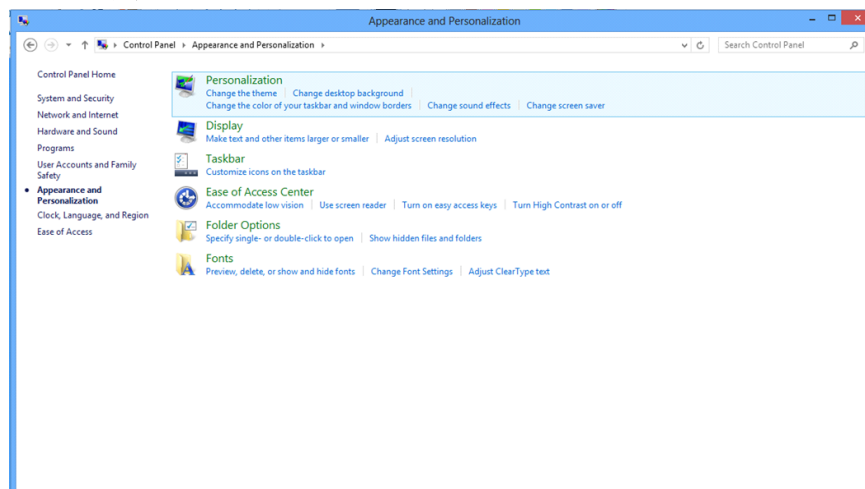 Appearance and Personalization
Control Panel Appearance and Personalization
Search Control Panel
Control Panel Home
System and Security
Network and Internet
Hardware and Sound
Programs
User Accounts and Family
Safety
Appearance and
Personalization
Clock, Language, and Region
Ease of Access
Personalization
Change the theme Change desktop background
Change the color of your taskbar and window borders Change sound effects Change screen saver
Display
Make text and other items larger or smaller Adjust screen resolution
Taskbar
Customize icons on the taskbar
Ease of Access Center
Accommodate low vision Use screen reader Turn on easy access keys Turn High Contrast on or off
Folder Options
Specify single- or double-click to open Show hidden files and folders
Fonts
Preview, delete, or show and hide fonts Change Font Settings Adjust ClearType text